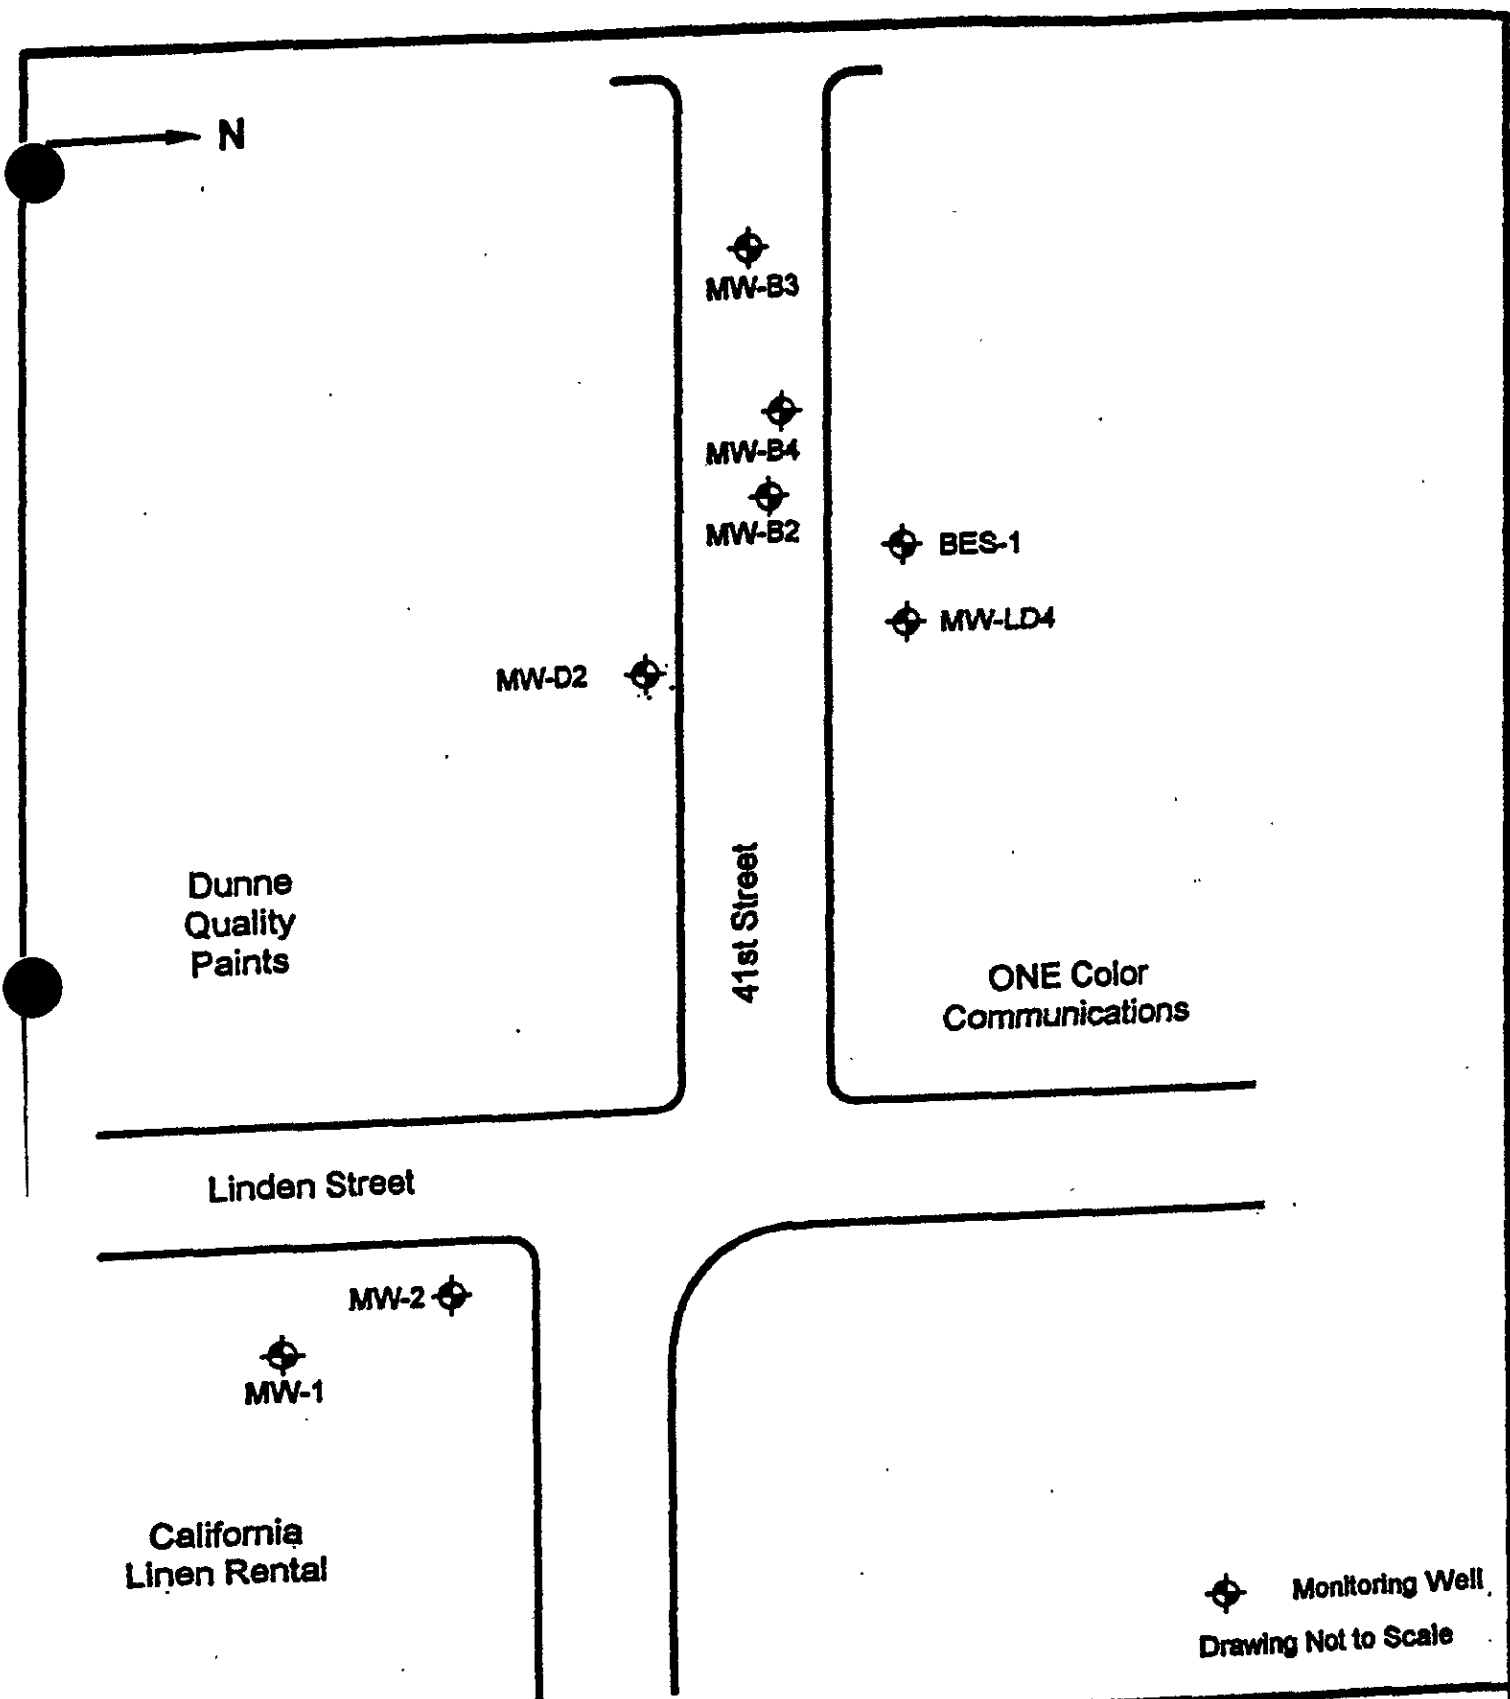 N
MW-B3
MW-B4
MW-B2
BES-1
MW-LD4
MW-D2
Dunne
Quality
Paints
41st Street
ONE Color
Communications
Linden Street
MW-2
MW-1
California
Linen Rental
Monitoring Well
Drawing Not to Scale